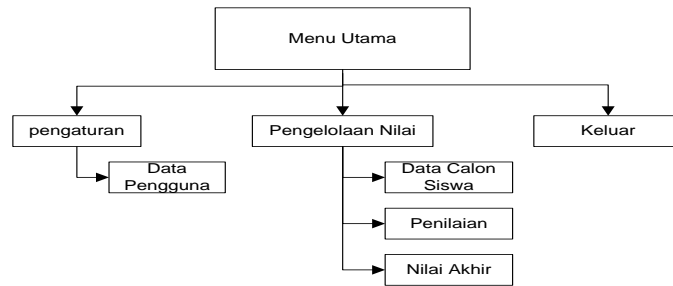 Menu Utama
pengaturan
Pengelolaan Nilai
Keluar
Data
Pengguna
Data Calon
Siswa
Penilaian
Nilai Akhir